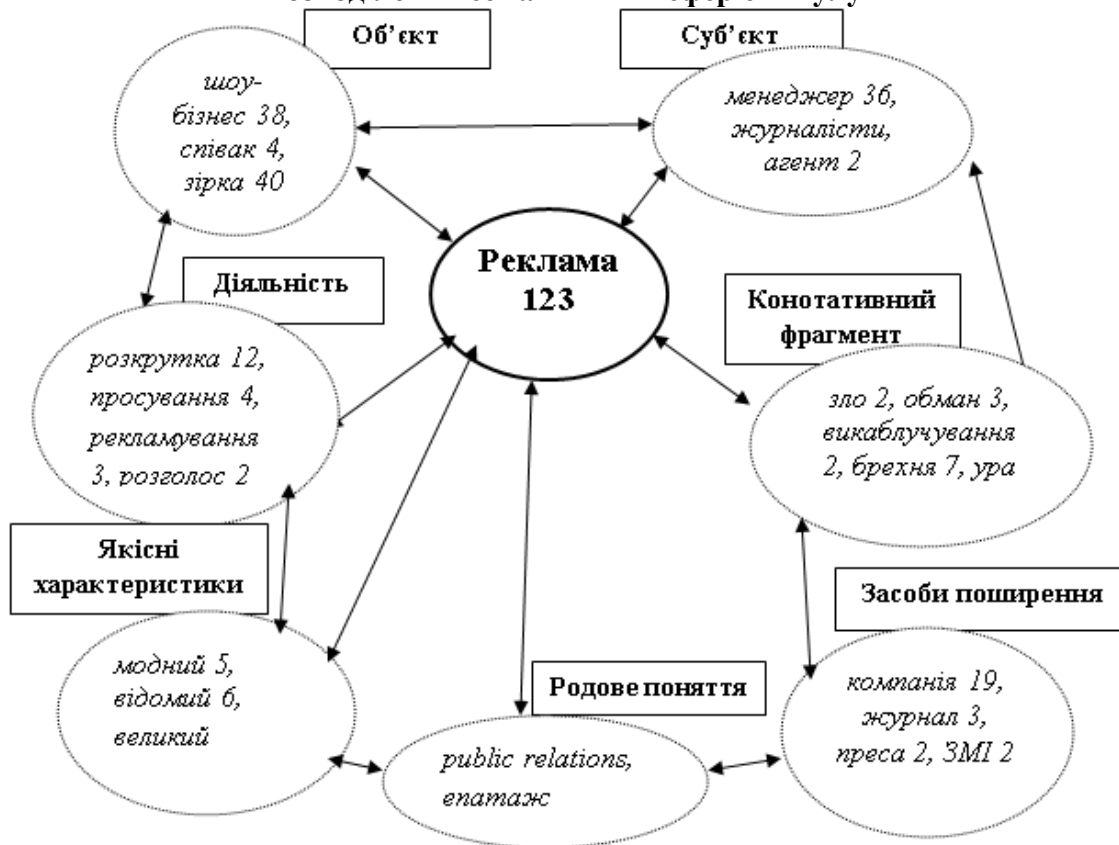 Об’єкт
Суб’єкт
шоу-
бізнес 38,
співак 4,
зірка 40
менеджер 36,
журналісти,
агент 2
Реклама
123
Діяльність
Конотативний
фрагмент
розкрутка 12,
просування 4,
рекламування
3, розголос 2
зло 2, обман 3,
викаблучування
2, брехня 7, ура
Якісні
характеристики
Засоби поширення
модний 5,
відомий 6,
великий
Родове поняття
public relations,
епатаж
компанія 19,
журнал 3,
преса 2, ЗМІ 2